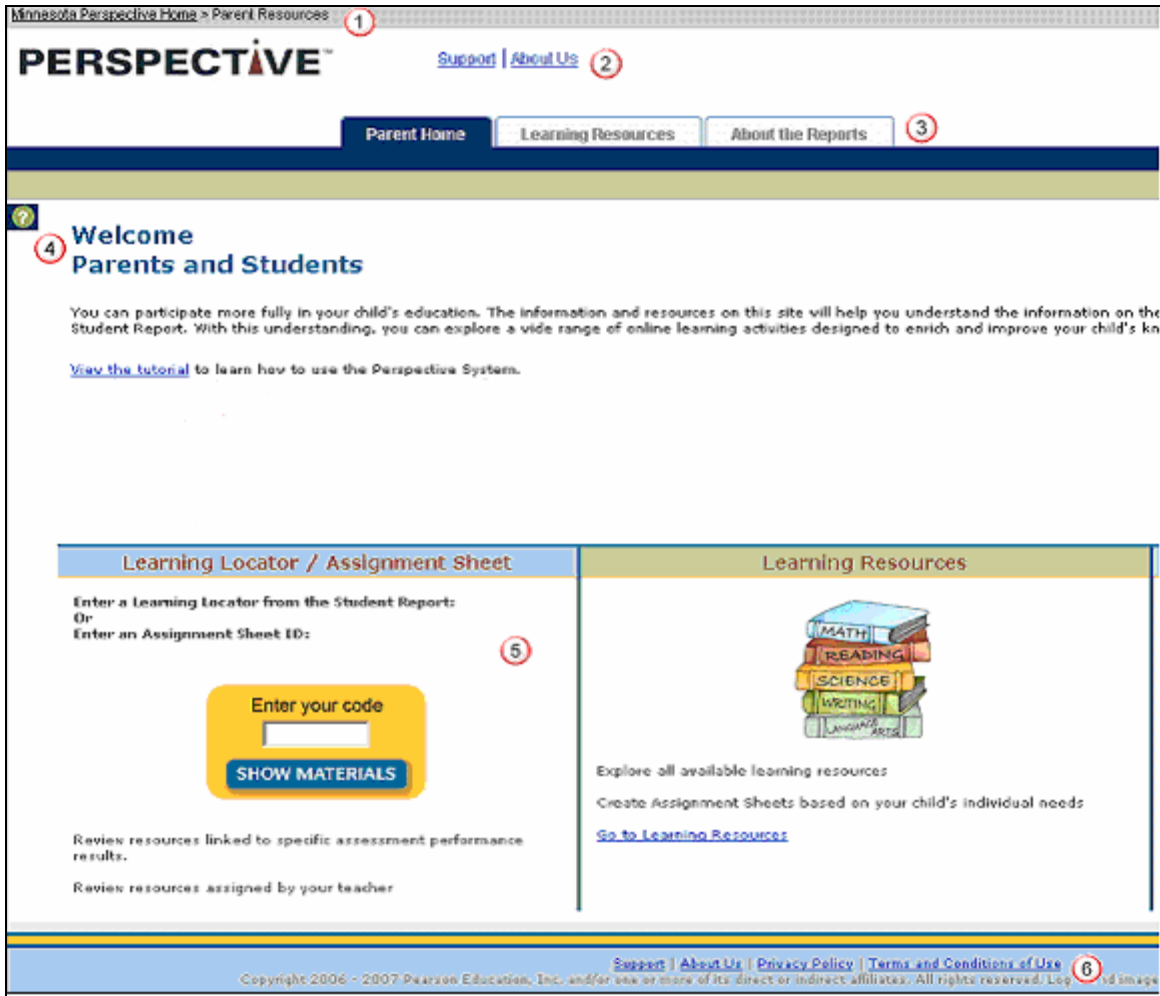 Minnesota Perspective Home > Parent Resources
1
PERSPECTIVE™
Support | About Us
2
Parent Home
Learning Resources
About the Reports
3
?
4
Welcome
Parents and Students
You can participate more fully in your child's education. The information and resources on this site will help you understand the information on the
Student Report. With this understanding, you can explore a wide range of online learning activities designed to enrich and improve your child's kn
View the tutorial to learn how to use the Perspective System.
Learning Locator / Assignment Sheet
Enter a Learning Locator from the Student Report:
Or
Enter an Assignment Sheet ID:
5
Enter your code
SHOW MATERIALS
Review resources linked to specific assessment performance
results.
Review resources assigned by your teacher
Learning Resources
MATH
READING
SCIENCE
WRITING
LANGUAGE
ARTS
Explore all available learning resources
Create Assignment Sheets based on your child's individual needs
Go to Learning Resources
Support | About Us | Privacy Policy | Terms and Conditions of Use
6
Copyright 2006 - 2007 Pearson Education, Inc. and/or one or more of its direct or indirect affiliates. All rights reserved. Log nd image